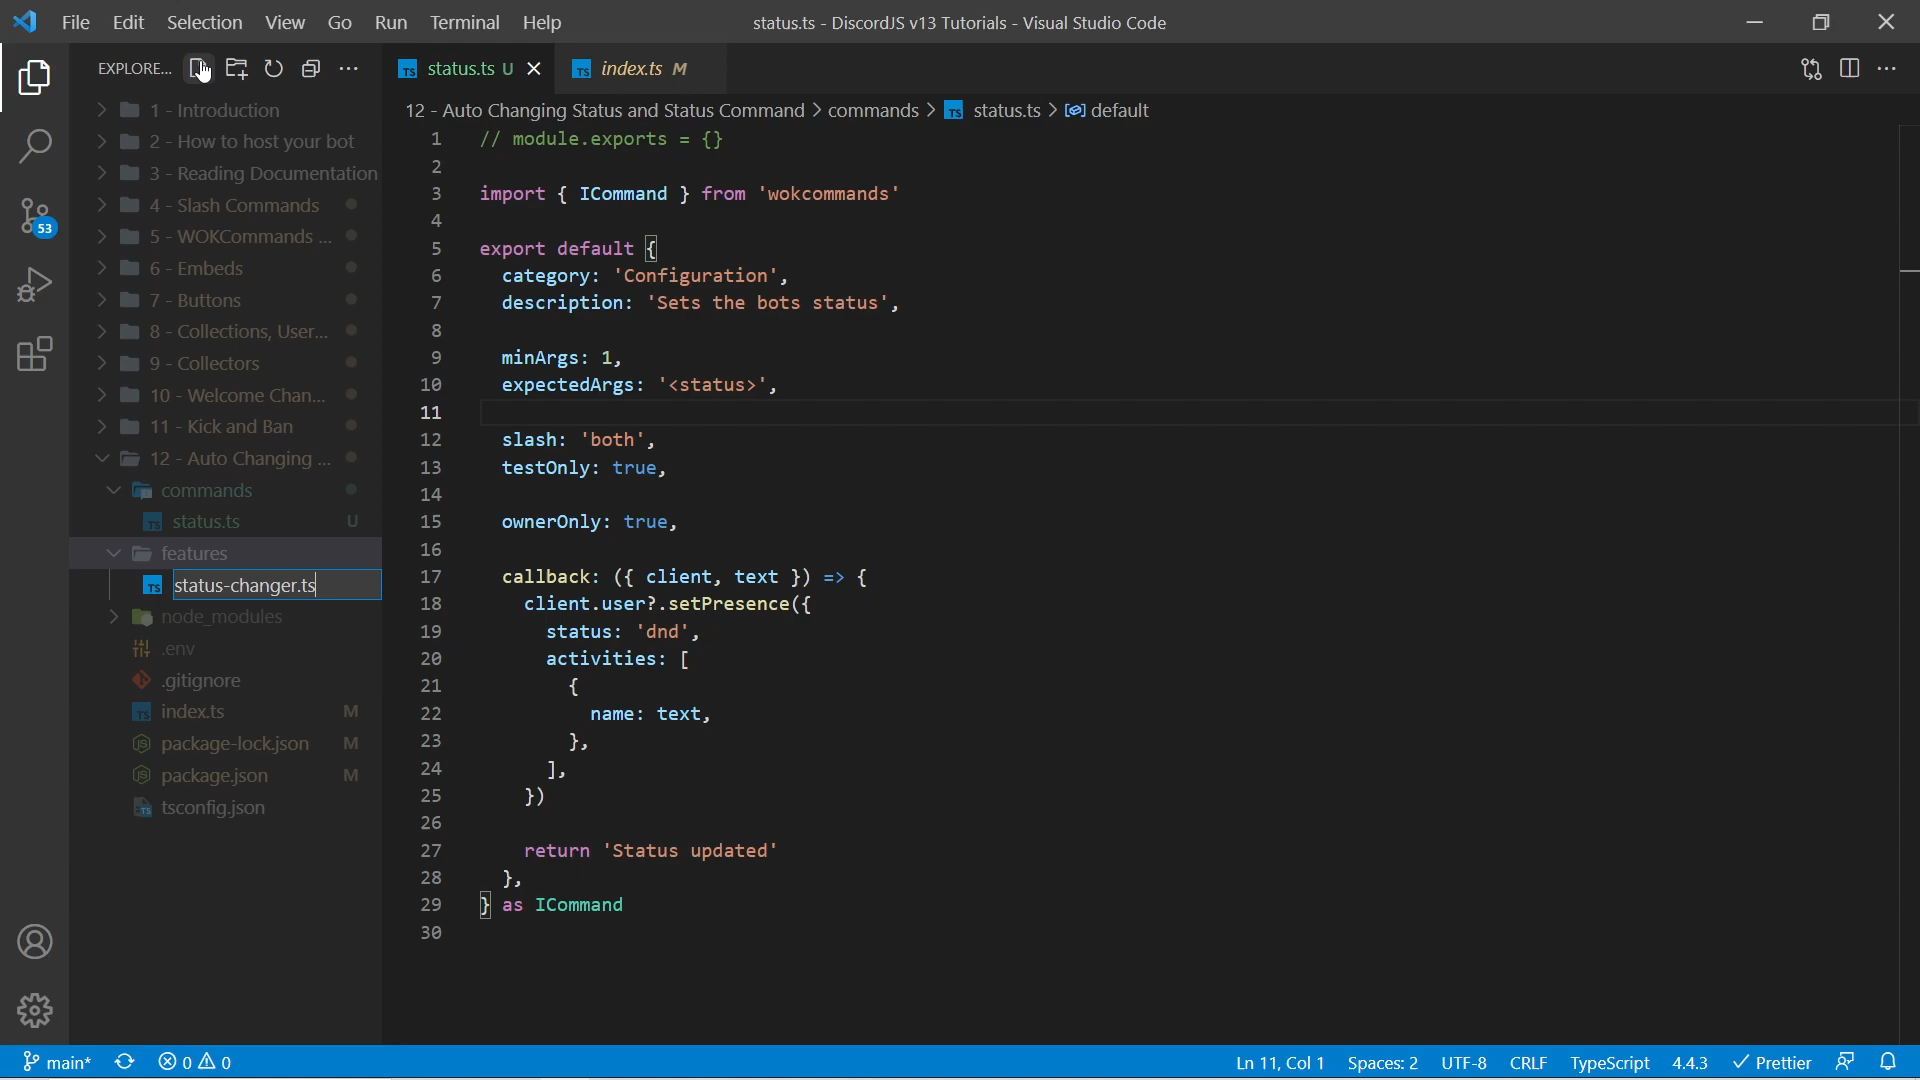 File Edit Selection View Go Run Terminal Help
status.ts - DiscordJS v13 Tutorials - Visual Studio Code
EXPLORE...
status.ts U
index.ts M
12 - Auto Changing Status and Status Command > commands > TS status.ts > default
1 - Introduction
2 - How to host your bot
3 - Reading Documentation
4 - Slash Commands
5 - WOKCommands ...
6 - Embeds
7 - Buttons
8 - Collections, User...
9 - Collectors
10 - Welcome Chan...
11 - Kick and Ban
12 - Auto Changing ...
commands
TS status.ts U
features
TS status-changer.ts
node_modules
.env
.gitignore
TS index.ts M
package-lock.json M
package.json M
tsconfig.json
53
1 // module.exports = {}
2
3 import { ICommand } from 'wokcommands'
4
5 export default {
6 category: 'Configuration',
7 description: 'Sets the bots status',
8
9 minArgs: 1,
10 expectedArgs: '<status>',
11
12 slash: 'both',
13 testOnly: true,
14
15 ownerOnly: true,
16
17 callback: ({ client, text }) => {
18 client.user?.setPresence({
19 status: 'dnd',
20 activities: [
21 {
22 name: text,
23 },
24 ],
25 })
26
27 return 'Status updated'
28 },
29 } as ICommand
30
main* 0 0
Ln 11, Col 1 Spaces: 2 UTF-8 CRLF TypeScript 4.4.3 Prettier